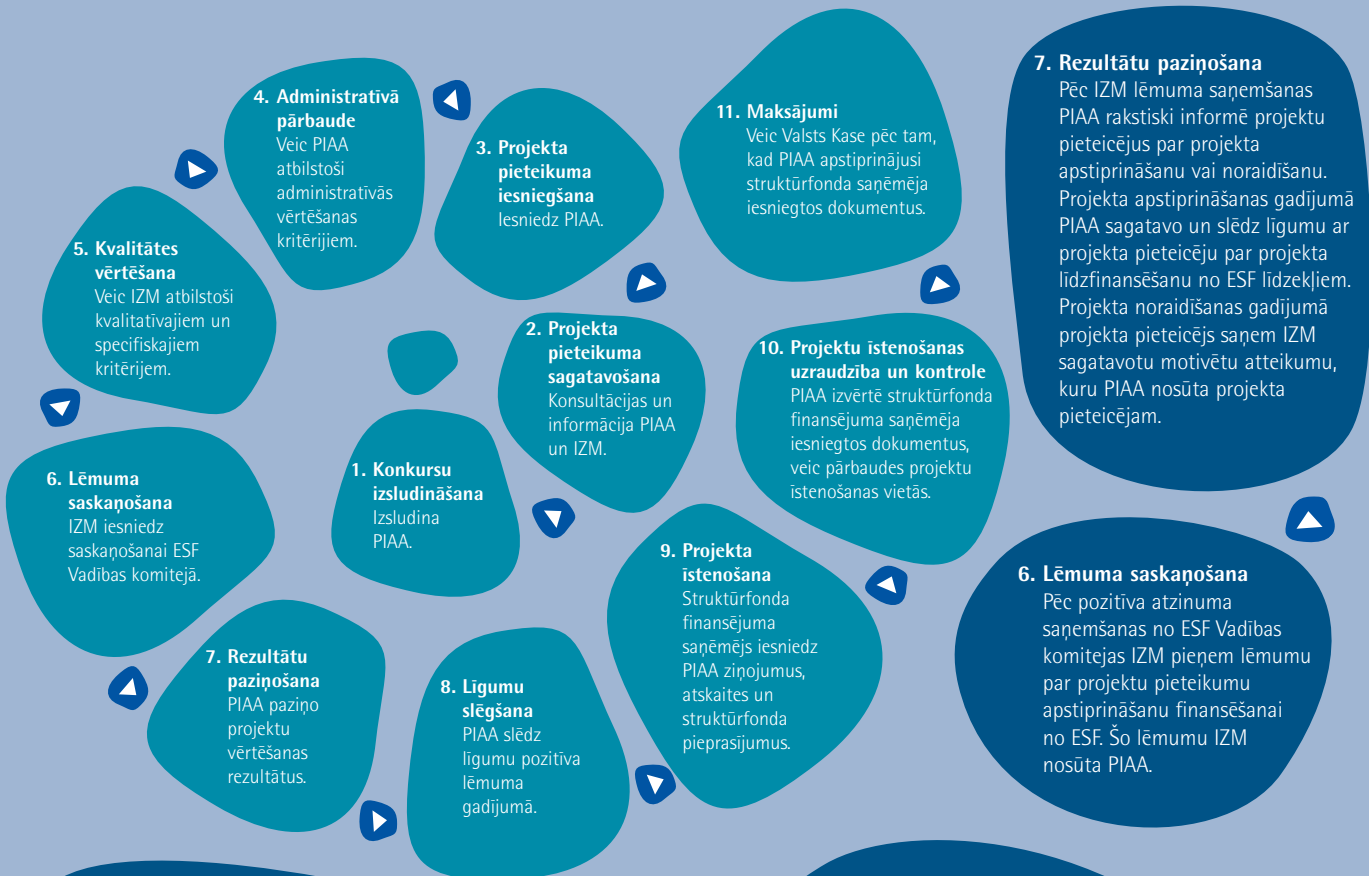 1. Konkursu
izsludināšana
Izsludina
PIAA.
2. Projekta
pieteikuma
sagatavošana
Konsultācijas un
informācija PIAA
un IZM.
3. Projekta
pieteikuma
iesniegšana
Iesniedz PIAA.
4. Administratīvā
pārbaude
Veic PIAA
atbilstoši
administratīvās
vērtēšanas
kritērijiem.
5. Kvalitātes
vērtēšana
Veic IZM atbilstoši
kvalitatīvajiem un
specifiskajiem
kritērijem.
6. Lēmuma
saskaņošana
IZM iesniedz
saskaņošanai ESF
Vadības komitejā.
7. Rezultātu
paziņošana
PIAA paziņo
projektu
vērtēšanas
rezultātus.
8. Līgumu
slēgšana
PIAA slēdz
līgumu pozitīva
lēmuma
gadījumā.
9. Projekta
īstenošana
Struktūrfonda
finansējuma
saņēmējs iesniedz
PIAA ziņojumus,
atskaites un
struktūrfonda
pieprasījumus.
10. Projektu īstenošanas
uzraudzība un kontrole
PIAA izvērtē struktūrfonda
finansējuma saņēmēja
iesniegtos dokumentus,
veic pārbaudes projektu
īstenošanas vietās.
11. Maksājumi
Veic Valsts Kase pēc tam,
kad PIAA apstiprinājusi
struktūrfonda saņēmēja
iesniegtos dokumentus.
6. Lēmuma saskaņošana
Pēc pozitīva atzinuma
saņemšanas no ESF Vadības
komitejas IZM pieņem lēmumu
par projektu pieteikumu
apstiprināšanu finansēšanai
no ESF. Šo lēmumu IZM
nosūta PIAA.
7. Rezultātu paziņošana
Pēc IZM lēmuma saņemšanas
PIAA rakstiski informē projektu
pieteicējus par projekta
apstiprināšanu vai noraidīšanu.
Projekta apstiprināšanas gadījumā
PIAA sagatavo un slēdz līgumu ar
projekta pieteicēju par projekta
līdzfinansēšanu no ESF līdzekļiem.
Projekta noraidīšanas gadījumā
projekta pieteicējs saņem IZM
sagatavotu motivētu atteikumu,
kuru PIAA nosūta projekta
pieteicējam.